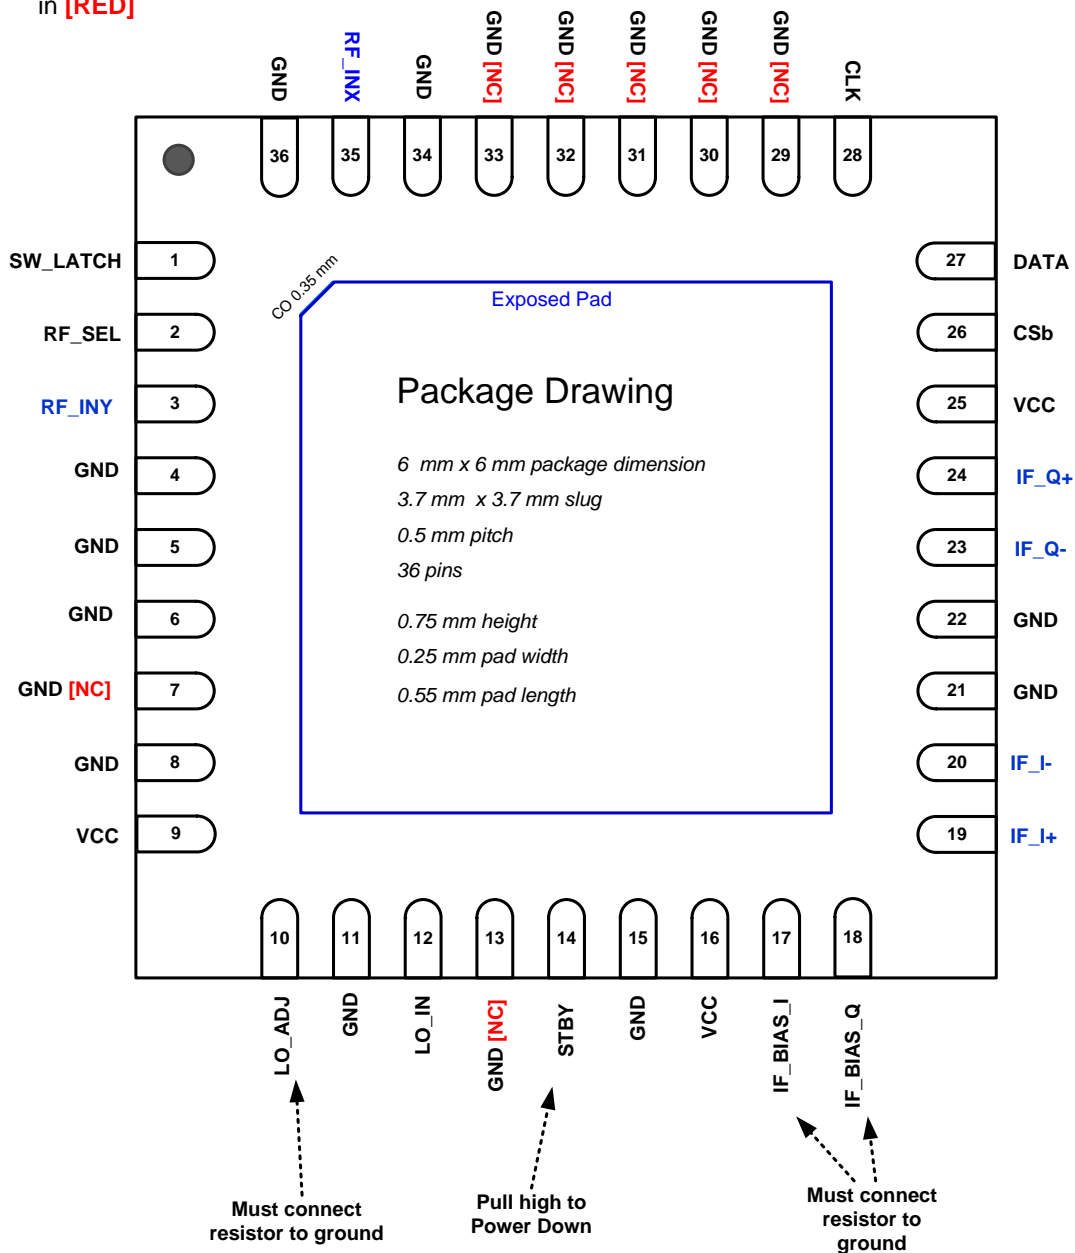 in [RED]
GND
RF_INX
GND
GND [NC]
GND [NC]
GND [NC]
GND [NC]
GND [NC]
CLK
36
35
34
33
32
31
30
29
28
SW_LATCH 1
27 DATA
CO 0.35 mm
Exposed Pad
RF_SEL 2
26 CSb
RF_INY 3
25 VCC
Package Drawing
GND 4
24 IF_Q+
6 mm x 6 mm package dimension
3.7 mm x 3.7 mm slug
0.5 mm pitch
36 pins
GND 5
23 IF_Q-
GND 6
22 GND
0.75 mm height
0.25 mm pad width
0.55 mm pad length
GND [NC] 7
21 GND
GND 8
20 IF_I-
VCC 9
19 IF_I+
10
11
12
13
14
15
16
17
18
LO_ADJ
GND
LO_IN
GND [NC]
STBY
GND
VCC
IF_BIAS_I
IF_BIAS_Q
Must connect
resistor to ground
Pull high to
Power Down
Must connect
resistor to
ground